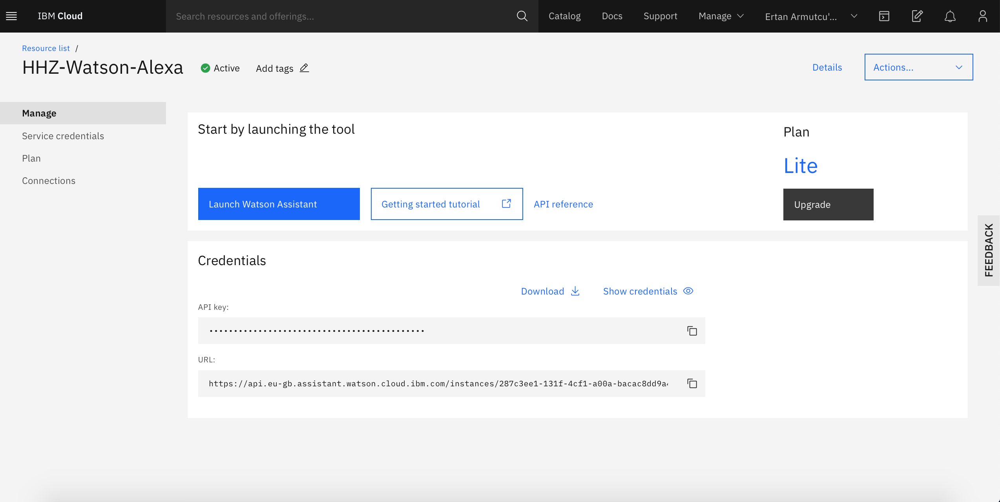 IBM Cloud
Search resources and offerings...
Catalog
Docs
Support
Manage
Ertan Armutcu'...
Resource list /
HHZ-Watson-Alexa
Active
Add tags
Details
Actions...
Manage
Service credentials
Plan
Connections
Start by launching the tool
Launch Watson Assistant
Getting started tutorial
API reference
Plan
Lite
Upgrade
FEEDBACK
Credentials
Download
Show credentials
API key:
••••••••••••••••••••••••••••••••••••••••••••
URL:
https://api.eu-gb.assistant.watson.cloud.ibm.com/instances/287c3ee1-131f-4cf1-a00a-bacac8dd9a